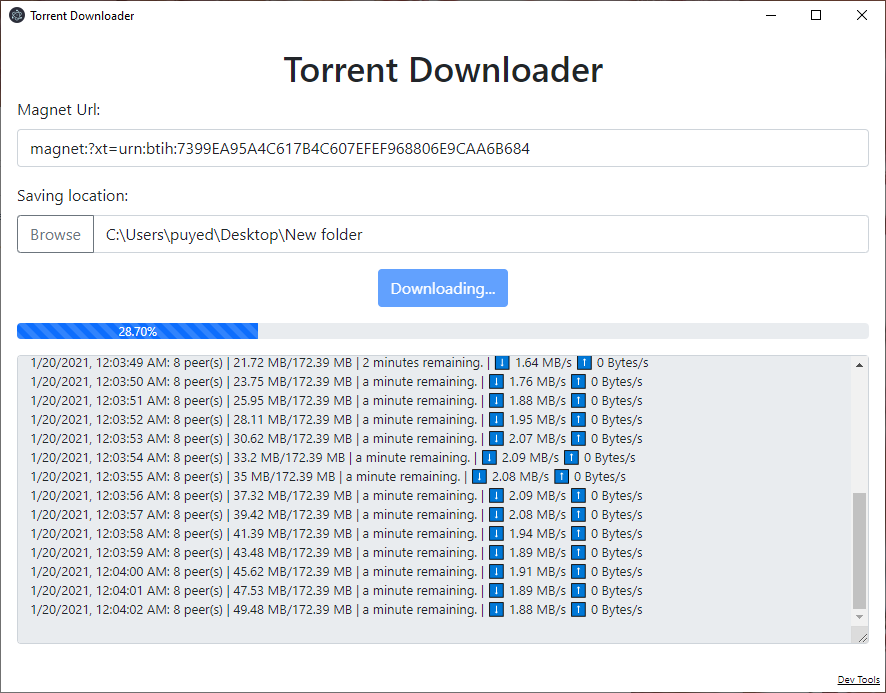 Torrent Downloader
Torrent Downloader
Magnet Url:
magnet:?xt=urn:btih:7399EA95A4C617B4C607EFEF968806E9CAA6B684
Saving location:
Browse C:\Users\puyed\Desktop\New folder
Downloading...
28.70%
1/20/2021, 12:03:49 AM: 8 peer(s) | 21.72 MB/172.39 MB | 2 minutes remaining. | ⬇ 1.64 MB/s ⬆ 0 Bytes/s
1/20/2021, 12:03:50 AM: 8 peer(s) | 23.75 MB/172.39 MB | a minute remaining. | ⬇ 1.76 MB/s ⬆ 0 Bytes/s
1/20/2021, 12:03:51 AM: 8 peer(s) | 25.95 MB/172.39 MB | a minute remaining. | ⬇ 1.88 MB/s ⬆ 0 Bytes/s
1/20/2021, 12:03:52 AM: 8 peer(s) | 28.11 MB/172.39 MB | a minute remaining. | ⬇ 1.95 MB/s ⬆ 0 Bytes/s
1/20/2021, 12:03:53 AM: 8 peer(s) | 30.62 MB/172.39 MB | a minute remaining. | ⬇ 2.07 MB/s ⬆ 0 Bytes/s
1/20/2021, 12:03:54 AM: 8 peer(s) | 33.2 MB/172.39 MB | a minute remaining. | ⬇ 2.09 MB/s ⬆ 0 Bytes/s
1/20/2021, 12:03:55 AM: 8 peer(s) | 35 MB/172.39 MB | a minute remaining. | ⬇ 2.08 MB/s ⬆ 0 Bytes/s
1/20/2021, 12:03:56 AM: 8 peer(s) | 37.32 MB/172.39 MB | a minute remaining. | ⬇ 2.09 MB/s ⬆ 0 Bytes/s
1/20/2021, 12:03:57 AM: 8 peer(s) | 39.42 MB/172.39 MB | a minute remaining. | ⬇ 2.08 MB/s ⬆ 0 Bytes/s
1/20/2021, 12:03:58 AM: 8 peer(s) | 41.39 MB/172.39 MB | a minute remaining. | ⬇ 1.94 MB/s ⬆ 0 Bytes/s
1/20/2021, 12:03:59 AM: 8 peer(s) | 43.48 MB/172.39 MB | a minute remaining. | ⬇ 1.89 MB/s ⬆ 0 Bytes/s
1/20/2021, 12:04:00 AM: 8 peer(s) | 45.62 MB/172.39 MB | a minute remaining. | ⬇ 1.91 MB/s ⬆ 0 Bytes/s
1/20/2021, 12:04:01 AM: 8 peer(s) | 47.53 MB/172.39 MB | a minute remaining. | ⬇ 1.89 MB/s ⬆ 0 Bytes/s
1/20/2021, 12:04:02 AM: 8 peer(s) | 49.48 MB/172.39 MB | a minute remaining. | ⬇ 1.88 MB/s ⬆ 0 Bytes/s
Dev Tools